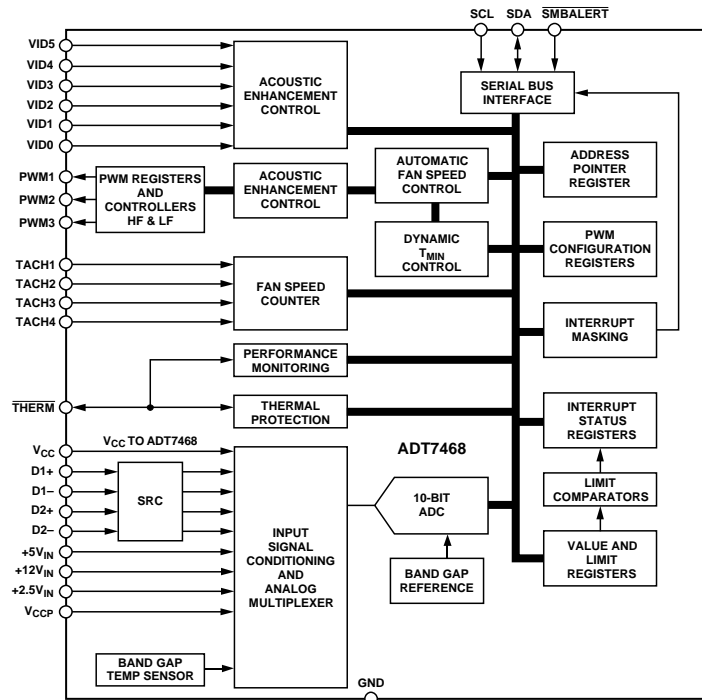 SCL SDA SMBALERT
VID5
VID4
VID3
VID2
VID1
VID0
ACOUSTIC
ENHANCEMENT
CONTROL
SERIAL BUS
INTERFACE
PWM1
PWM2
PWM3
PWM REGISTERS
AND
CONTROLLERS
HF & LF
ACOUSTIC
ENHANCEMENT
CONTROL
AUTOMATIC
FAN SPEED
CONTROL
ADDRESS
POINTER
REGISTER
DYNAMIC
TMIN
CONTROL
PWM
CONFIGURATION
REGISTERS
TACH1
TACH2
TACH3
TACH4
FAN SPEED
COUNTER
INTERRUPT
MASKING
PERFORMANCE
MONITORING
THERM
THERMAL
PROTECTION
INTERRUPT
STATUS
REGISTERS
VCC
VCC TO ADT7468
ADT7468
D1+
D1–
D2+
D2–
SRC
+5VIN
+12VIN
+2.5VIN
VCCP
INPUT
SIGNAL
CONDITIONING
AND
ANALOG
MULTIPLEXER
10-BIT
ADC
LIMIT
COMPARATORS
BAND GAP
REFERENCE
VALUE AND
LIMIT
REGISTERS
BAND GAP
TEMP SENSOR
GND